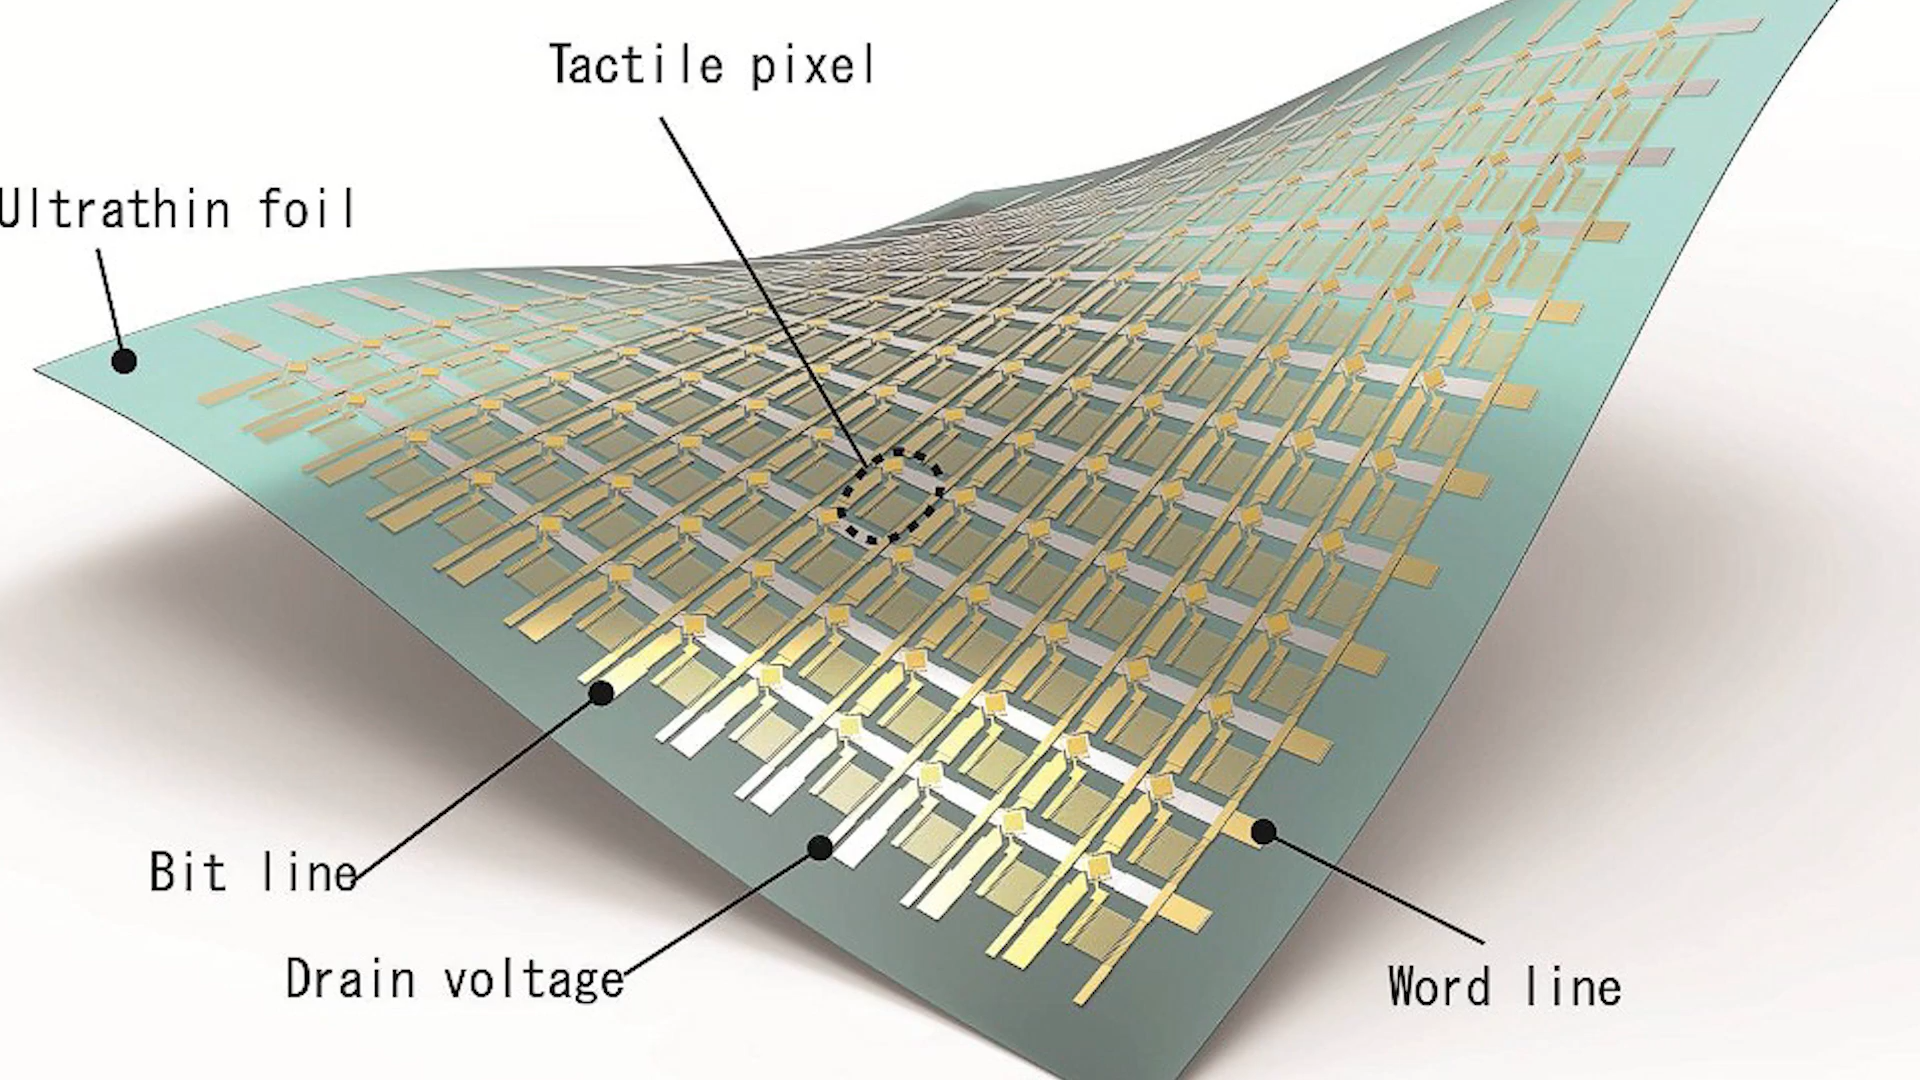 Tactile pixel
Ultrathin foil
Bit line
Drain voltage
Word line